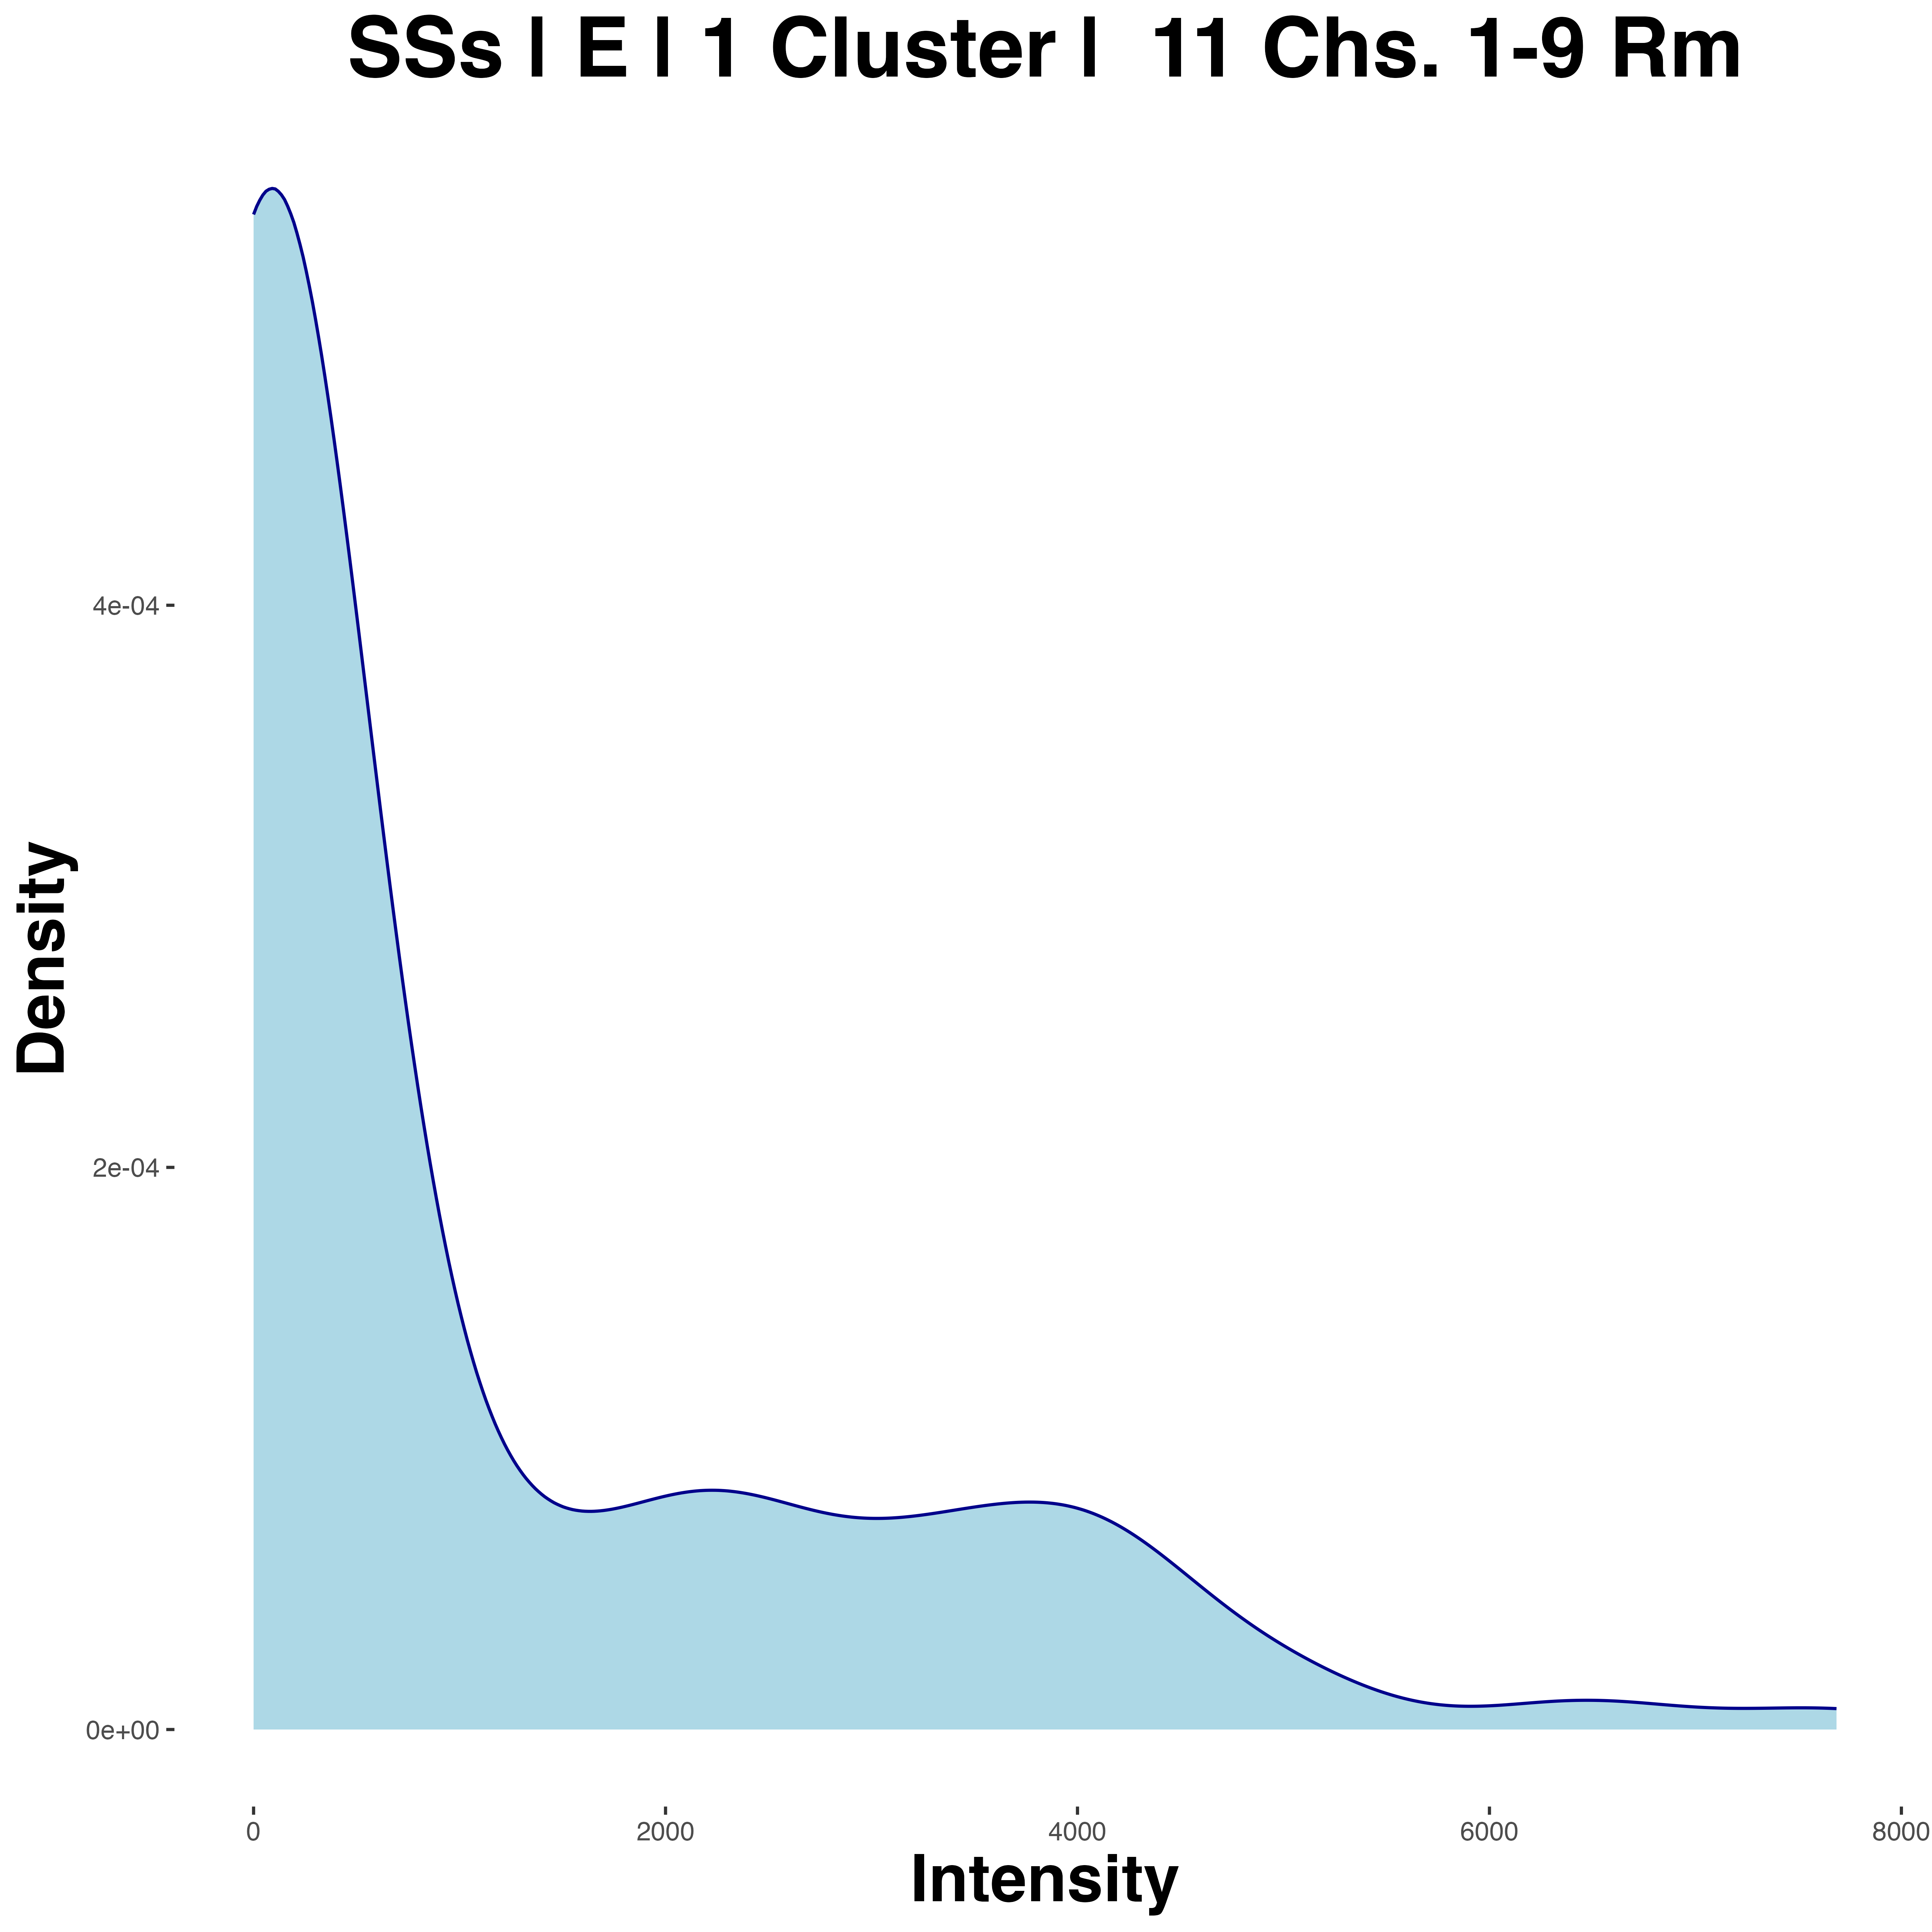 SSs | E | 1 Cluster |  11 Chs. 1-9 Rm
Density
4e-04
2e-04
0e+00
0 2000 4000 6000 8000
Intensity